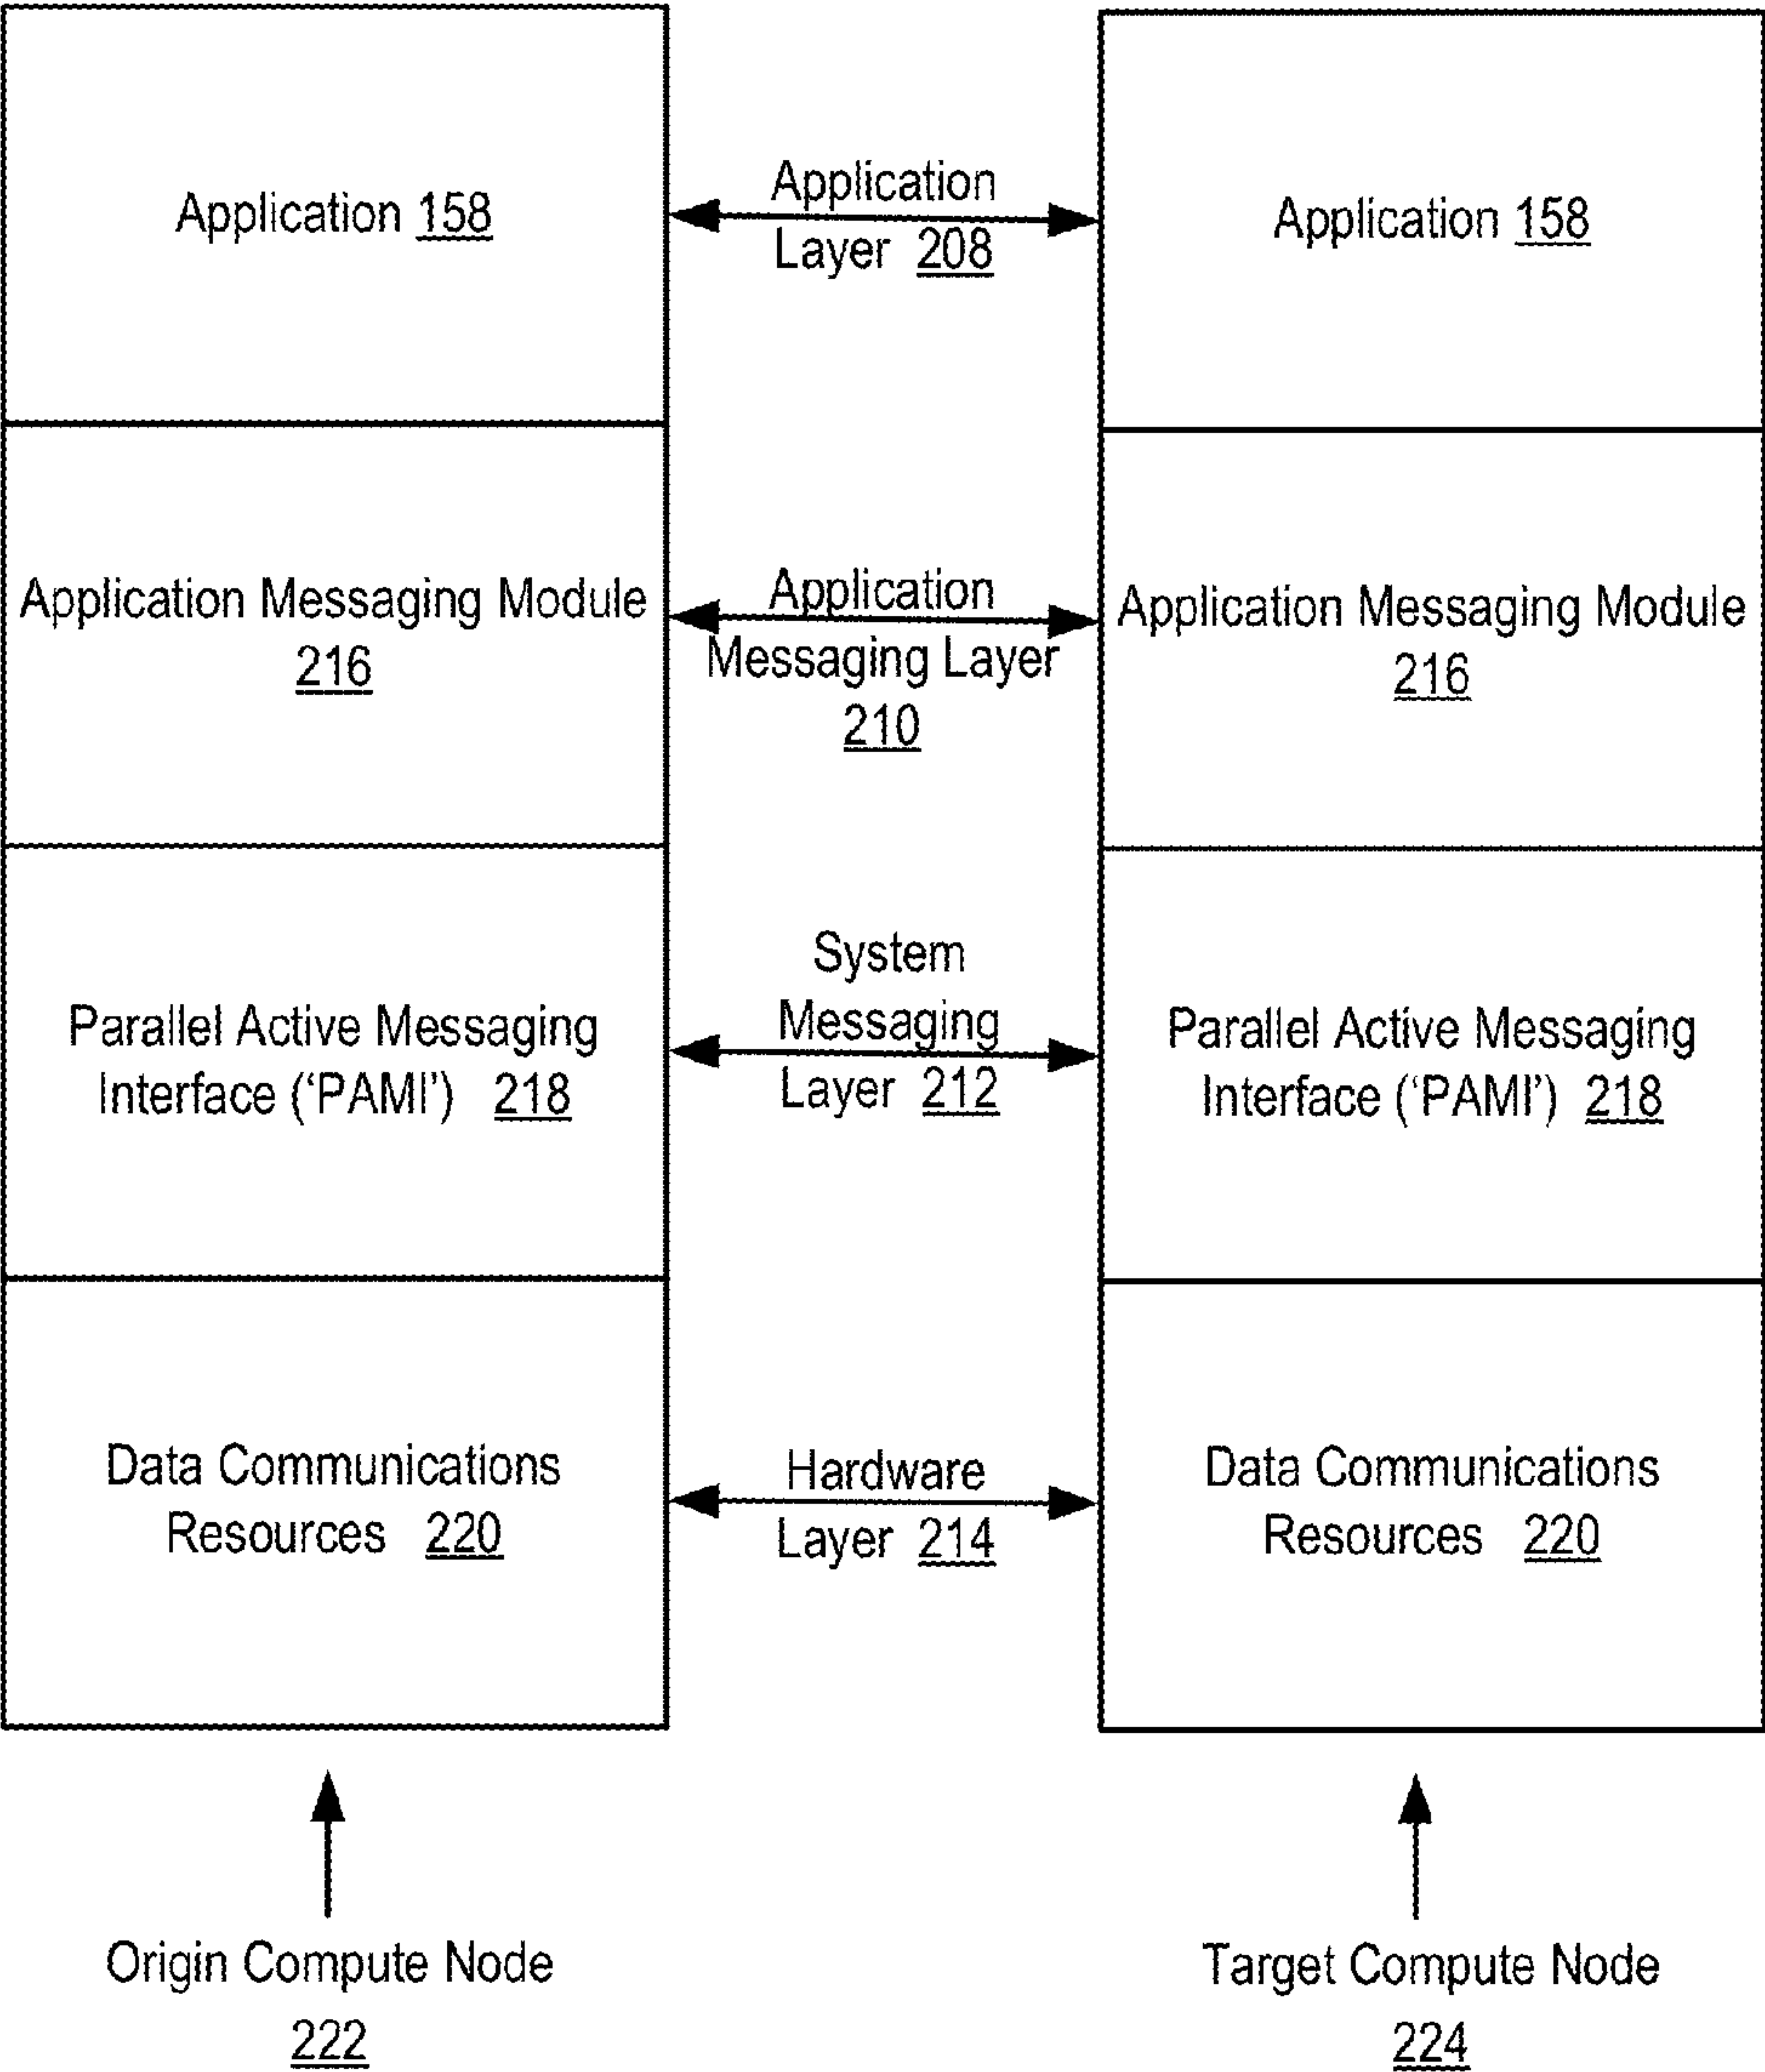 Application 158
Application
Layer 208
Application 158
Application Messaging Module
216
Application
Messaging Layer
210
Application Messaging Module
216
Parallel Active Messaging
Interface (‘PAMI’) 218
System
Messaging
Layer 212
Parallel Active Messaging
Interface (‘PAMI’) 218
Data Communications
Resources 220
Hardware
Layer 214
Data Communications
Resources 220
Origin Compute Node
222
Target Compute Node
224